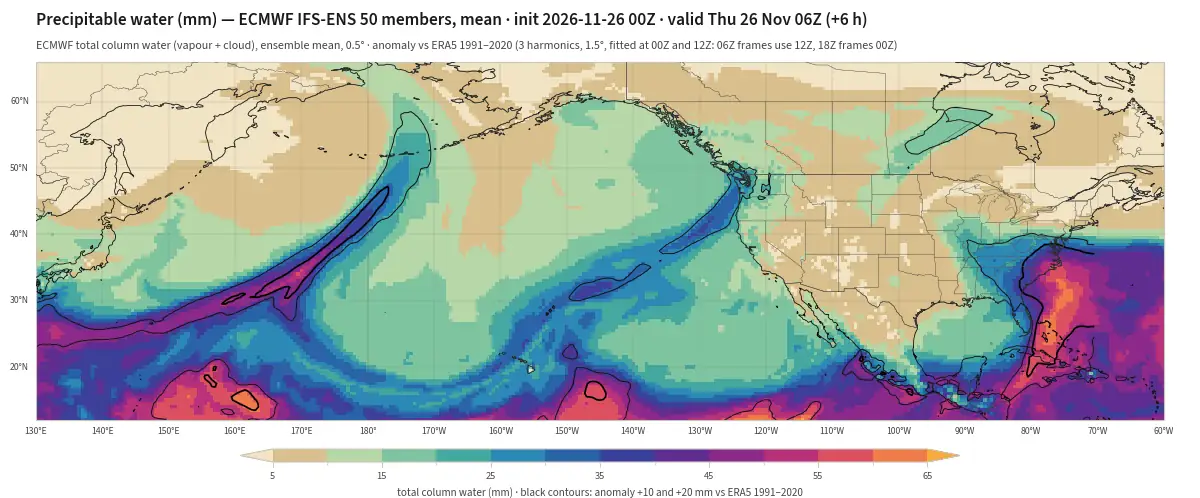 Precipitable water (mm) — ECMWF IFS-ENS 50 members, mean · init 2026-11-26 00Z · valid Thu 26 Nov 06Z (+6 h)
ECMWF total column water (vapour + cloud), ensemble mean, 0.5° · anomaly vs ERA5 1991–2020 (3 harmonics, 1.5°, fitted at 00Z and 12Z: 06Z frames use 12Z, 18Z frames 00Z)
60°N
50°N
40°N
30°N
20°N
130°E 140°E 150°E 160°E 170°E 180° 170°W 160°W 150°W 140°W 130°W 120°W 110°W 100°W 90°W 80°W 70°W 60°W
5 15 25 35 45 55 65
total column water (mm) · black contours: anomaly +10 and +20 mm vs ERA5 1991–2020